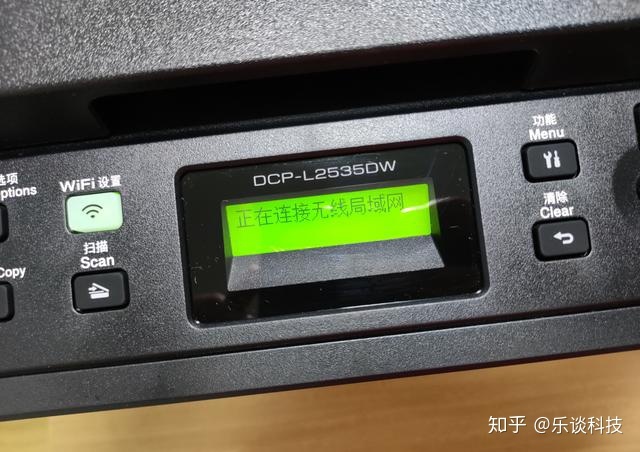 选项
ptions
WiFi 设置
扫描
Scan
Copy
DCP-L2535DW
正在连接无线局域网
功能
Menu
清除
Clear
知乎 @乐谈科技